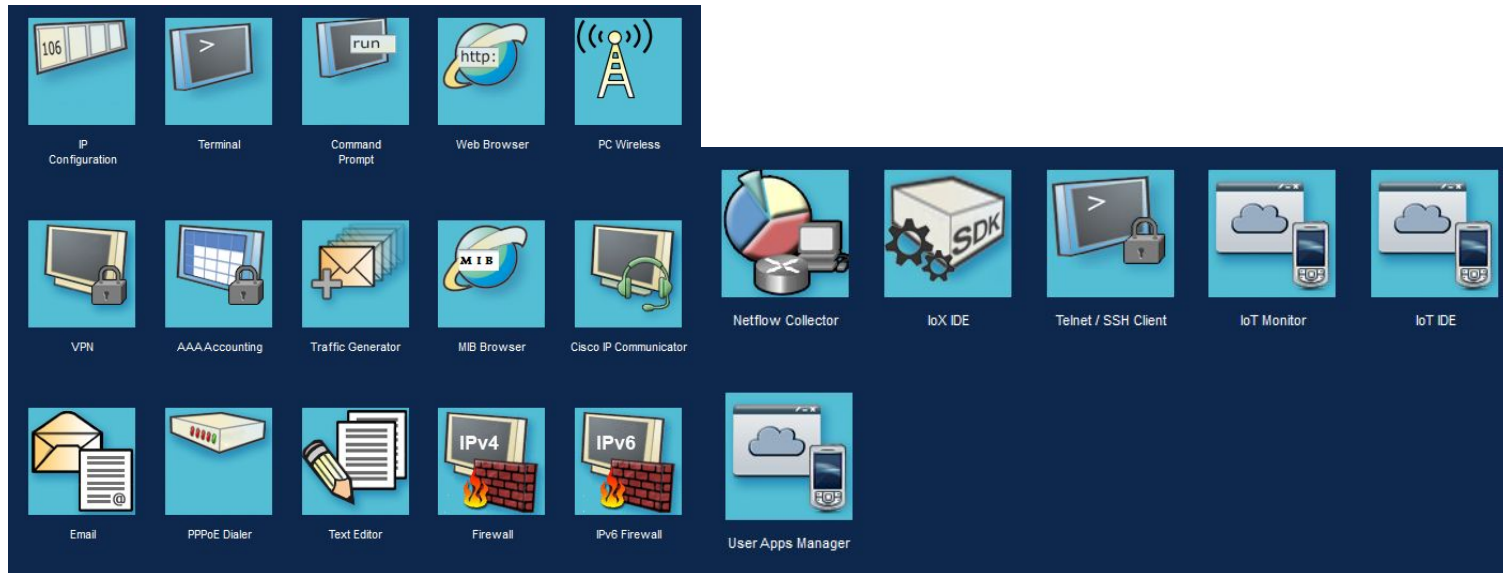 106
>
run
http:
IP
Configuration
Terminal
Command
Prompt
Web Browser
PC Wireless
MIB
VPN
AAA Accounting
Traffic Generator
MIB Browser
Cisco IP Communicator
@
IPv4
IPv6
Email
PPPoE Dialer
Text Editor
Firewall
IPv6 Firewall
SDK
>
Netflow Collector
IoX IDE
Telnet / SSH Client
IoT Monitor
IoT IDE
User Apps Manager